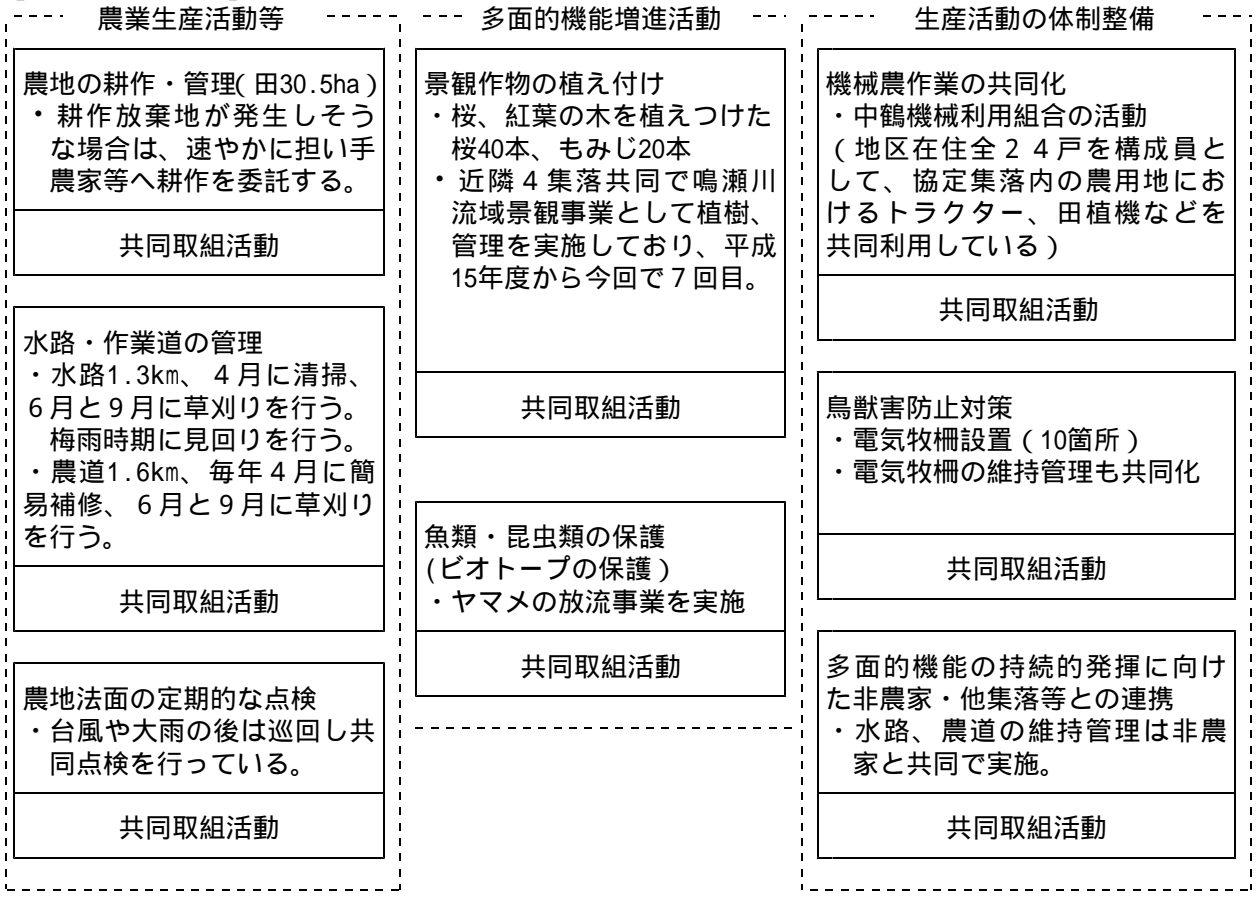 農業生産活動等
農地の耕作・管理(田30.5ha)
・耕作放棄地が発生しそう
な場合は、速やかに担い手
農家等へ耕作を委託する。
共同取組活動
水路・作業道の管理
・水路1.3km、4月に清掃、
6月と9月に草刈りを行う。
梅雨時期に見回りを行う。
・農道1.6km、毎年4月に簡
易補修、6月と9月に草刈り
を行う。
共同取組活動
農地法面の定期的な点検
・台風や大雨の後は巡回し共
同点検を行っている。
共同取組活動
多面的機能増進活動
景観作物の植え付け
・桜、紅葉の木を植えつけた
桜40本、もみじ20本
・近隣4集落共同で鳴瀬川
流域景観事業として植樹、
管理を実施しており、平成
15年度から今回で7回目。
共同取組活動
魚類・昆虫類の保護
(ビオトープの保護)
・ヤマメの放流事業を実施
共同取組活動
生産活動の体制整備
機械農作業の共同化
・中鶴機械利用組合の活動
(地区在住全24戸を構成員と
して、協定集落内の農用地にお
けるトラクター、田植機などを
共同利用している)
共同取組活動
鳥獣害防止対策
・電気牧柵設置(10箇所)
・電気牧柵の維持管理も共同化
共同取組活動
多面的機能の持続的発揮に向け
た非農家・他集落等との連携
・水路、農道の維持管理は非農
家と共同で実施。
共同取組活動